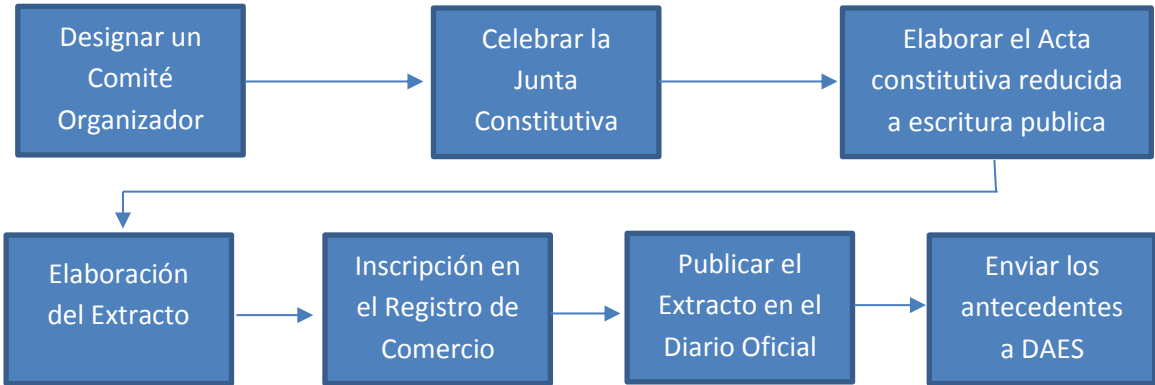 Designar un
Comité
Organizador
Celebrar la
Junta
Constitutiva
Elaborar el Acta
constitutiva reducida
a escritura publica
Elaboración
del Extracto
Inscripción en
el Registro de
Comercio
Publicar el
Extracto en el
Diario Oficial
Enviar los
antecedentes
a DAES